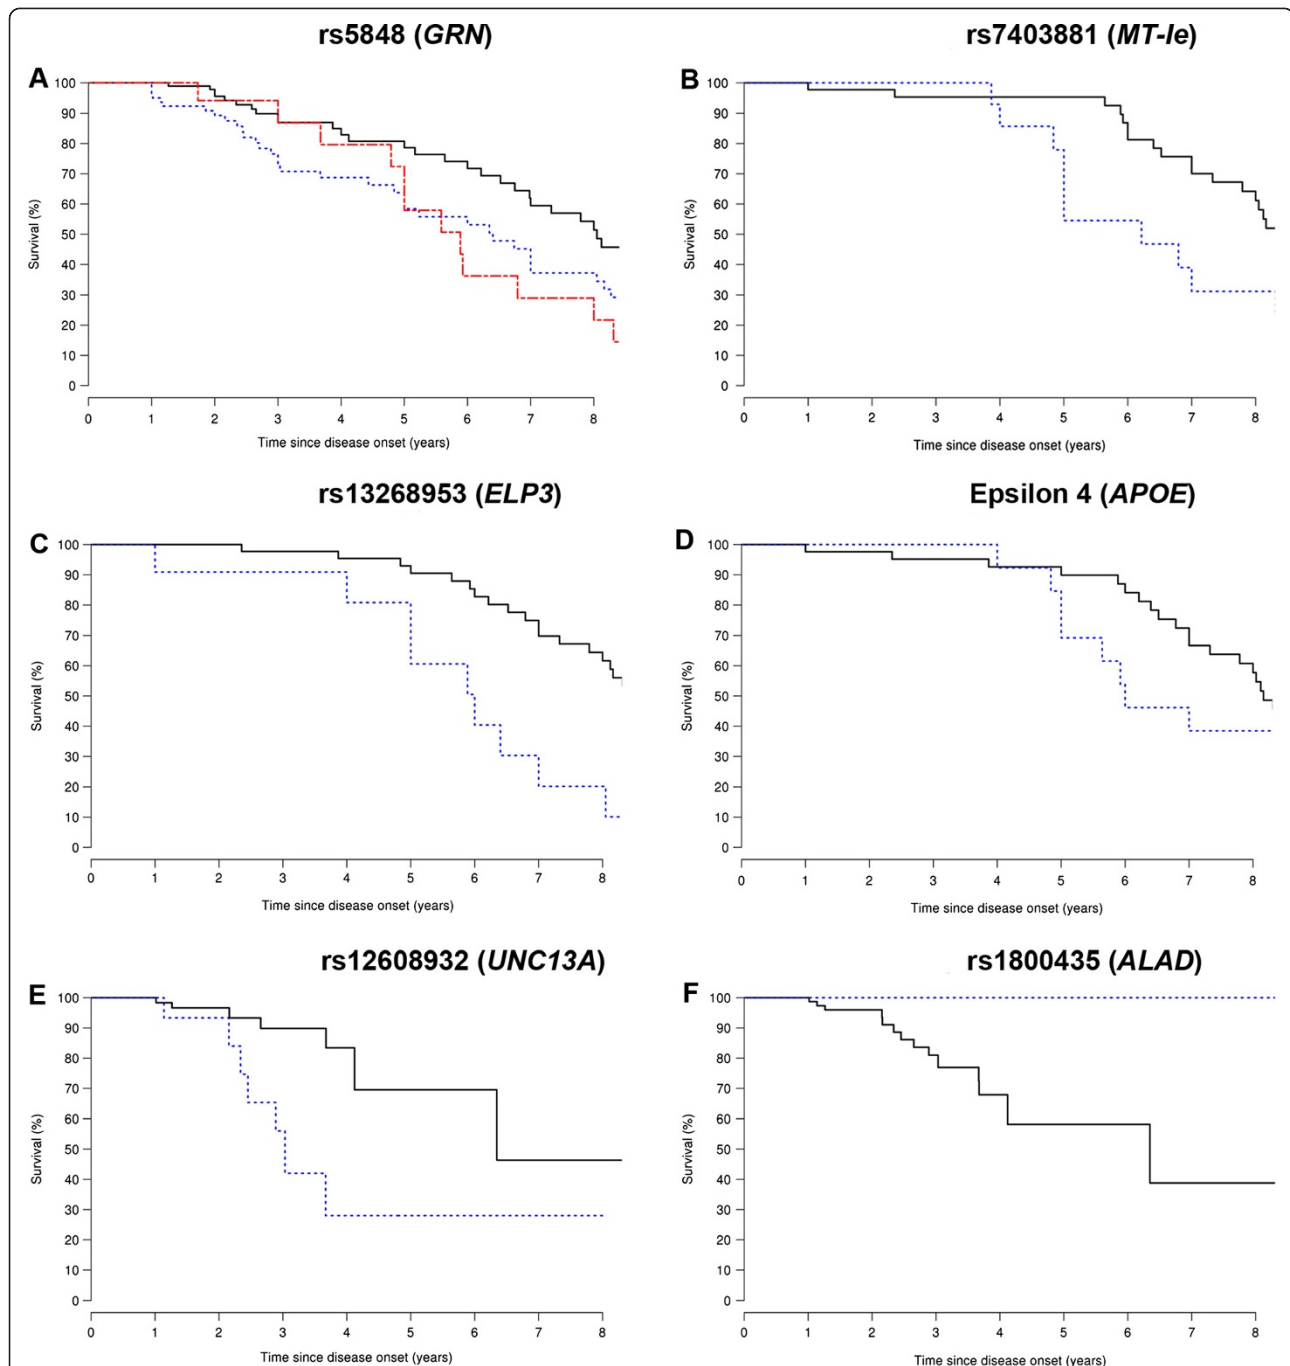 rs5848 (GRN)
A
100
90
80
70
60
50
40
30
20
10
0
Survival (%)
0 1 2 3 4 5 6 7 8
Time since disease onset (years)
rs7403881 (MT-Ie)
B
100
90
80
70
60
50
40
30
20
10
0
Survival (%)
0 1 2 3 4 5 6 7 8
Time since disease onset (years)
rs13268953 (ELP3)
C
100
90
80
70
60
50
40
30
20
10
0
Survival (%)
0 1 2 3 4 5 6 7 8
Time since disease onset (years)
Epsilon 4 (APOE)
D
100
90
80
70
60
50
40
30
20
10
0
Survival (%)
0 1 2 3 4 5 6 7 8
Time since disease onset (years)
rs12608932 (UNC13A)
E
100
90
80
70
60
50
40
30
20
10
0
Survival (%)
0 1 2 3 4 5 6 7 8
Time since disease onset (years)
rs1800435 (ALAD)
F
100
90
80
70
60
50
40
30
20
10
0
Survival (%)
0 1 2 3 4 5 6 7 8
Time since disease onset (years)